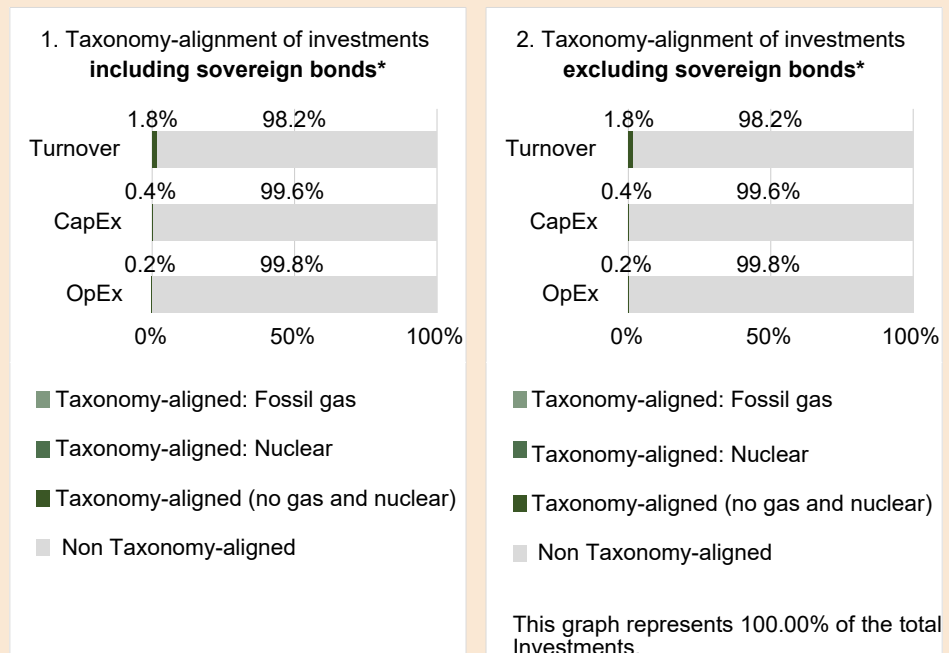 1. Taxonomy-alignment of investments
including sovereign bonds*
1.8% 98.2%
Turnover
0.4% 99.6%
CapEx
0.2% 99.8%
OpEx
0% 50% 100%
Taxonomy-aligned: Fossil gas
Taxonomy-aligned: Nuclear
Taxonomy-aligned (no gas and nuclear)
Non Taxonomy-aligned
2. Taxonomy-alignment of investments
excluding sovereign bonds*
1.8% 98.2%
Turnover
0.4% 99.6%
CapEx
0.2% 99.8%
OpEx
0% 50% 100%
Taxonomy-aligned: Fossil gas
Taxonomy-aligned: Nuclear
Taxonomy-aligned (no gas and nuclear)
Non Taxonomy-aligned
This graph represents 100.00% of the total
Investments.